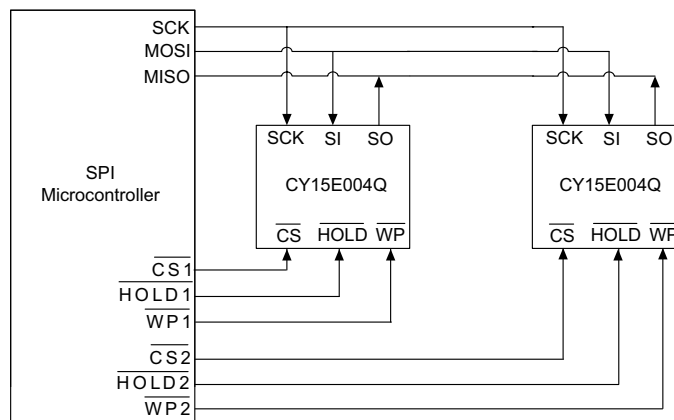 SCK
MOSI
MISO
SCK SI SO
SCK SI SO
SPI
Microcontroller
CY15E004Q
CY15E004Q
CS HOLD WP
CS HOLD WP
CS1
HOLD1
WP1
CS2
HOLD2
WP2